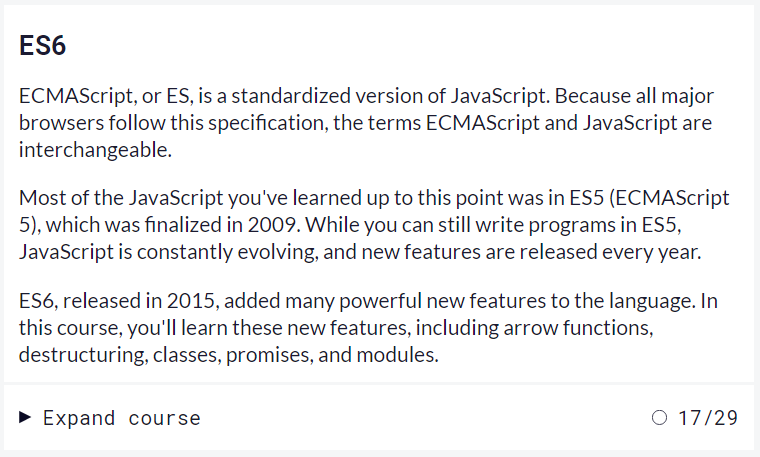 ES6
ECMAScript, or ES, is a standardized version of JavaScript. Because all major
browsers follow this specification, the terms ECMAScript and JavaScript are
interchangeable.
Most of the JavaScript you've learned up to this point was in ES5 (ECMAScript
5), which was finalized in 2009. While you can still write programs in ES5,
JavaScript is constantly evolving, and new features are released every year.
ES6, released in 2015, added many powerful new features to the language. In
this course, you'll learn these new features, including arrow functions,
destructuring, classes, promises, and modules.
Expand course 17/29